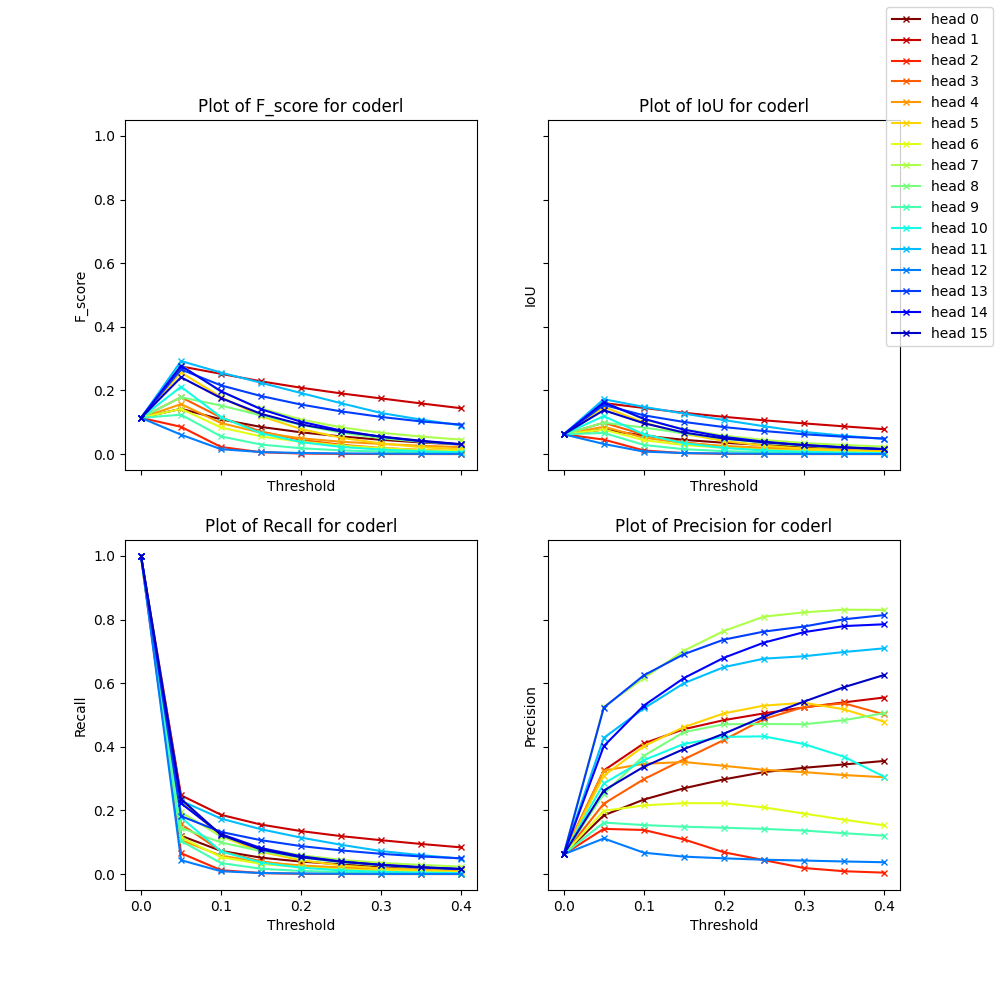 head 0
head 1
head 2
head 3
head 4
head 5
head 6
head 7
head 8
head 9
head 10
head 11
head 12
head 13
head 14
head 15
Plot of F_score for coderl
1.0
0.8
0.6
0.4
0.2
0.0
F_score
Threshold
Plot of IoU for coderl
IoU
Threshold
Plot of Recall for coderl
1.0
0.8
0.6
0.4
0.2
0.0
Recall
0.0 0.1 0.2 0.3 0.4
Threshold
Plot of Precision for coderl
Precision
0.0 0.1 0.2 0.3 0.4
Threshold